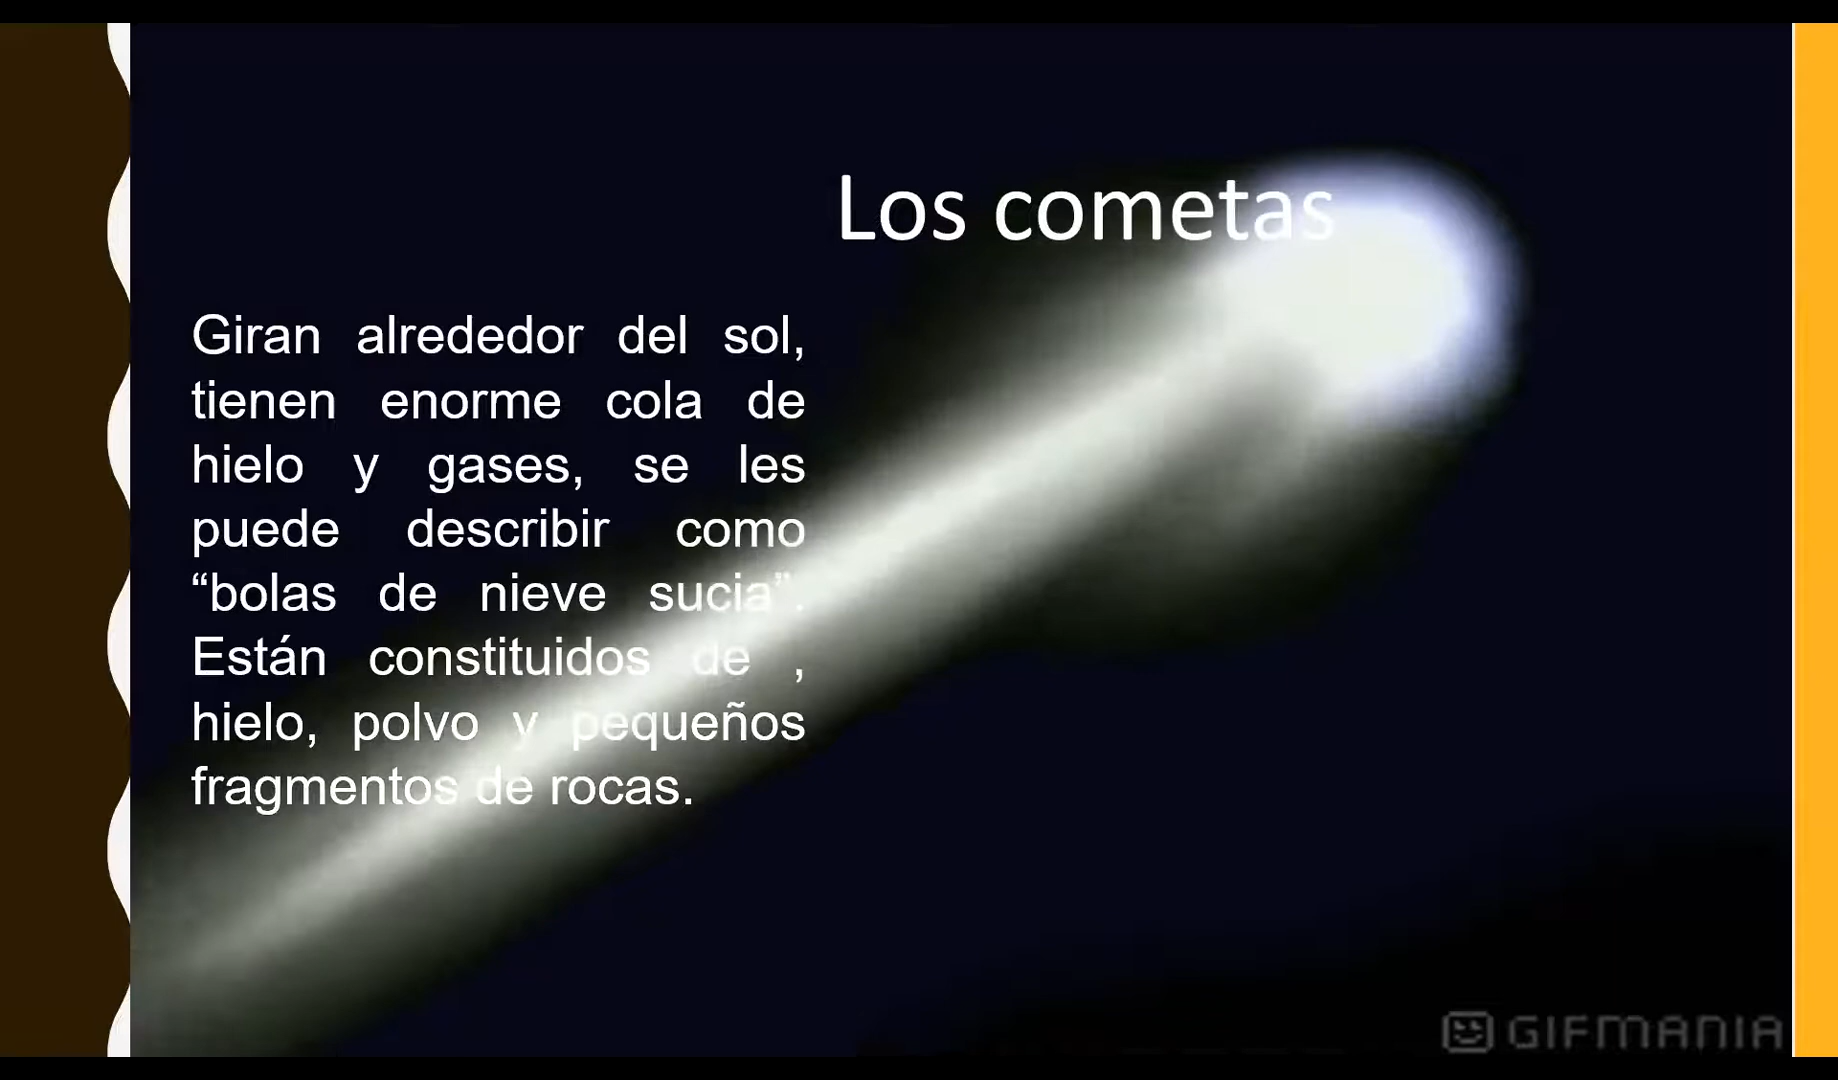 Los cometas
Giran alrededor del sol,
tienen enorme cola de
hielo y gases, se les
puede describir como
“bolas de nieve sucia”.
Están constituidos de ,
hielo, polvo y pequeños
fragmentos de rocas.
GIFMANIA